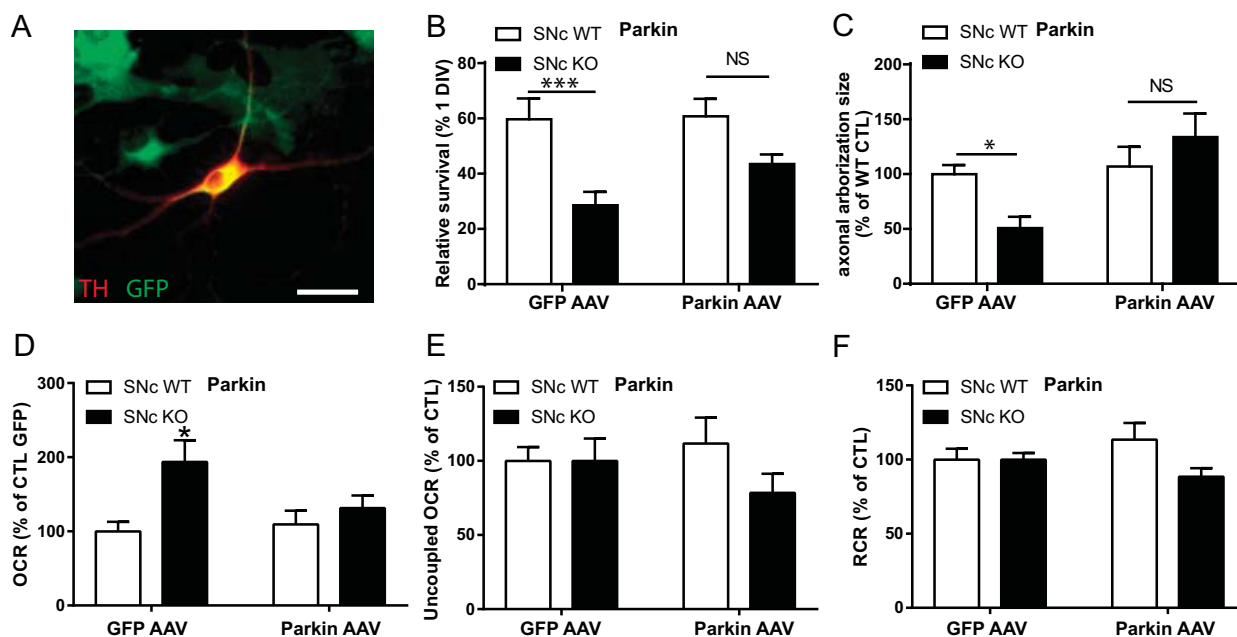 A
TH GFP
B
SNc WT Parkin
SNc KO
Relative survival (% 1 DIV)
80
60
40
20
0
***
NS
GFP AAV Parkin AAV
C
SNc WT Parkin
SNc KO
axonal arborization size
(% of WT CTL)
200
150
100
50
0
*
NS
GFP AAV Parkin AAV
D
SNc WT Parkin
SNc KO
OCR (% of CTL GFP)
300
200
100
0
*
GFP AAV Parkin AAV
E
SNc WT Parkin
SNc KO
Uncoupled OCR (% of CTL)
150
100
50
0
GFP AAV Parkin AAV
F
SNc WT Parkin
SNc KO
RCR (% of CTL)
150
100
50
0
GFP AAV Parkin AAV